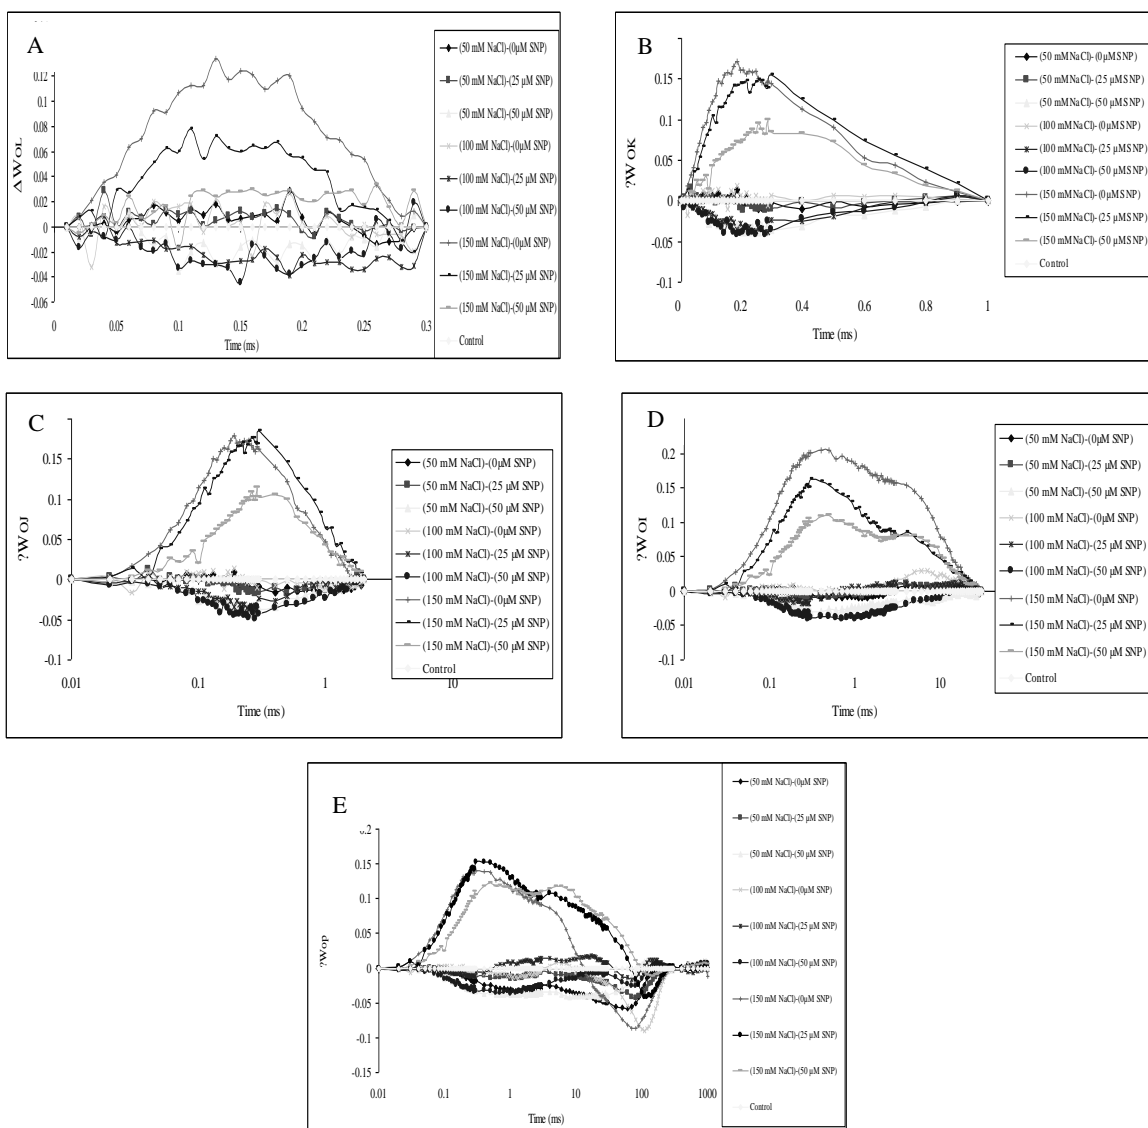 A
ΔWOL
0.12
0.1
0.08
0.06
0.04
0.02
0
-0.02
-0.04
-0.06
0
0.05
0.1
0.15
0.2
0.25
0.3
Time (ms)
(50 mM NaCl)-(0µM SNP)
(50 mM NaCl)-(25 µM SNP)
(50 mM NaCl)-(50 µM SNP)
(100 mM NaCl)-(0µM SNP)
(100 mM NaCl)-(25 µM SNP)
(100 mM NaCl)-(50 µM SNP)
(150 mM NaCl)-(0µM SNP)
(150 mM NaCl)-(25 µM SNP)
(150 mM NaCl)-(50 µM SNP)
Control
B
?WOK
0.2
0.15
0.1
0.05
0
-0.05
-0.1
0
0.2
0.4
0.6
0.8
1
Time (ms)
(50 mMNaCl)-(0µMSNP)
(50 mMNaCl)-(25 µMSNP)
(50 mMNaCl)-(50 µMSNP)
(100 mMNaCl)-(0µMSNP)
(100 mMNaCl)-(25 µMSNP)
(100 mMNaCl)-(50 µMSNP)
(150 mMNaCl)-(0µMSNP)
(150 mMNaCl)-(25 µMSNP)
(150 mMNaCl)-(50 µMSNP)
Control
C
?WOJ
0.15
0.1
0.05
0
-0.05
-0.1
0.01
0.1
1
10
Time (ms)
(50 mM NaCl)-(0µM SNP)
(50 mM NaCl)-(25 µM SNP)
(50 mM NaCl)-(50 µM SNP)
(100 mM NaCl)-(0µM SNP)
(100 mM NaCl)-(25 µM SNP)
(100 mM NaCl)-(50 µM SNP)
(150 mM NaCl)-(0µM SNP)
(150 mM NaCl)-(25 µM SNP)
(150 mM NaCl)-(50 µM SNP)
Control
D
?WOI
0.2
0.15
0.1
0.05
0
-0.05
-0.1
0.01
0.1
1
10
Time (ms)
(50 mM NaCl)-(0µM SNP)
(50 mM NaCl)-(25 µM SNP)
(50 mM NaCl)-(50 µM SNP)
(100 mM NaCl)-(0µM SNP)
(100 mM NaCl)-(25 µM SNP)
(100 mM NaCl)-(50 µM SNP)
(150 mM NaCl)-(0µM SNP)
(150 mM NaCl)-(25 µM SNP)
(150 mM NaCl)-(50 µM SNP)
Control
E
?Wop
0.2
0.15
0.1
0.05
0
-0.05
-0.1
-0.15
0.01
0.1
1
10
100
1000
Time (ms)
(50 mM NaCl)-(0µM SNP)
(50 mM NaCl)-(25 µM SNP)
(50 mM NaCl)-(50 µM SNP)
(100 mM NaCl)-(0µM SNP)
(100 mM NaCl)-(25 µM SNP)
(100 mM NaCl)-(50 µM SNP)
(150 mM NaCl)-(0µM SNP)
(150 mM NaCl)-(25 µM SNP)
(150 mM NaCl)-(50 µM SNP)
Control